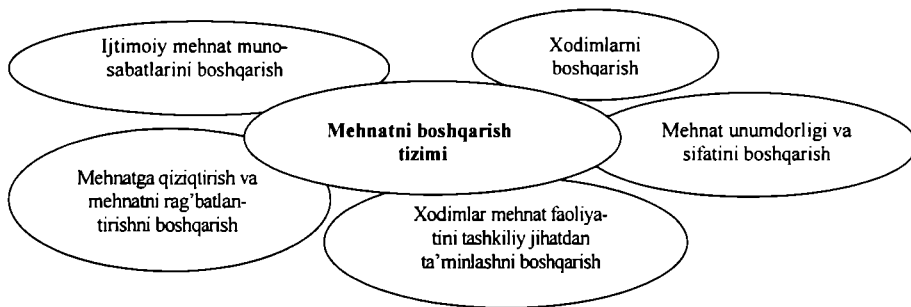 Ijtimoiy mehnat muno-
sabatlarini boshqarish
Xodimlarni
boshqarish
Mehnatni boshqarish
tizimi
Mehnat unumdorligi va
sifatini boshqarish
Mehnatga qiziqtirish va
mehnatni rag’batlan-
tirishni boshqarish
Xodimlar mehnat faoliya-
tini tashkiliy jihatdan
ta’minlashni boshqarish